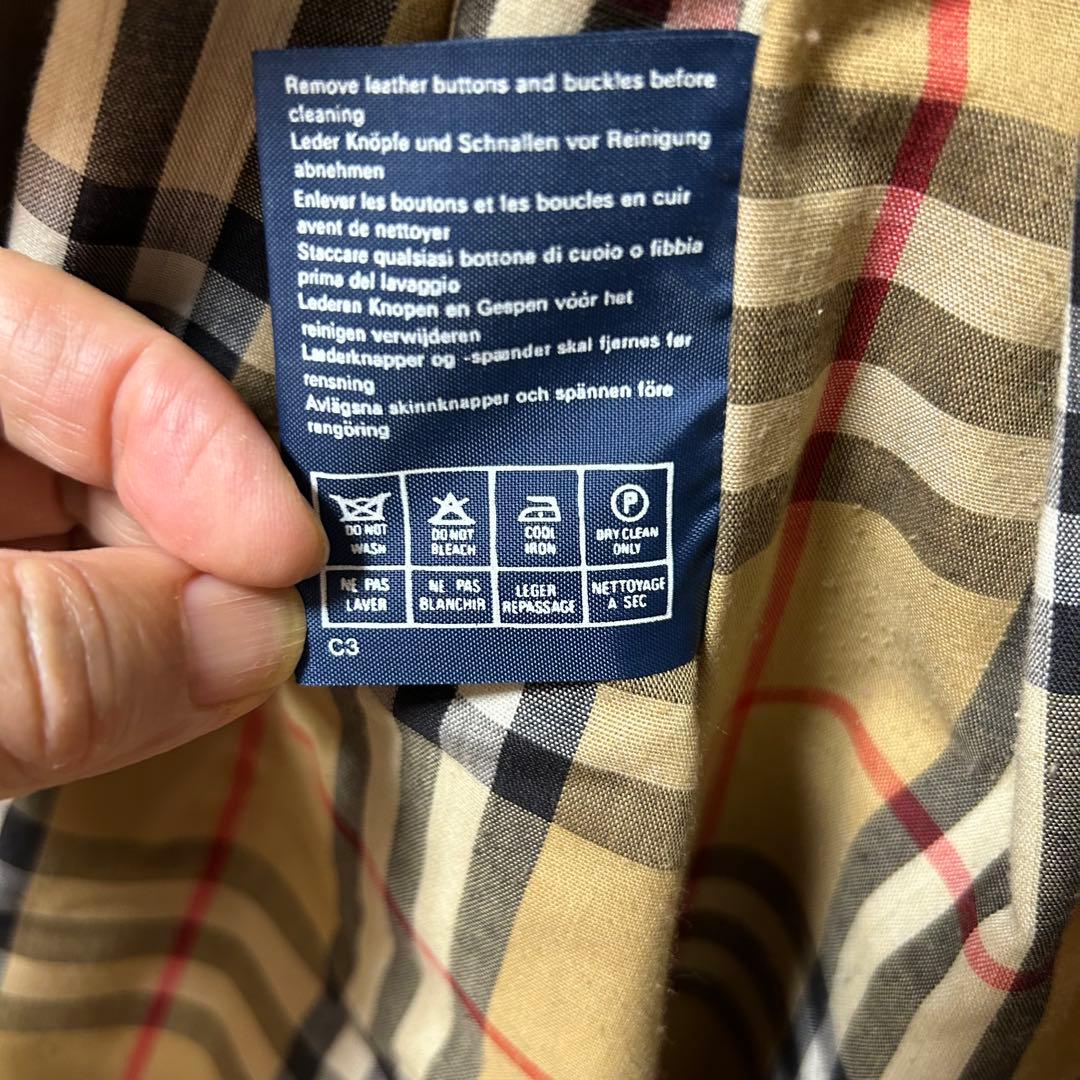 Remove leather buttons and buckles before
cleaning
Leder Knöpfe und Schnallen vor Reinigung
abnehmen
Enlever les boutons et les boucles en cuir
avent de nettoyer
Staccare qualsiasi bottone di cuoio o fibbia
prima del lavaggio
Lederen Knopen en Gespen vóór het
reinigen verwijderen
Læderknapper og -spænder skal fjernes før
rensning
Avlägsna skinnknappor och spännen före
rengöring
P
DO NOT WASH
DO NOT BLEACH
COOL IRON
DRY CLEAN ONLY
NE PAS LAVER
NE PAS BLANCHIR
LEGER REPASSAGE
NETTOYAGE A SEC
C3